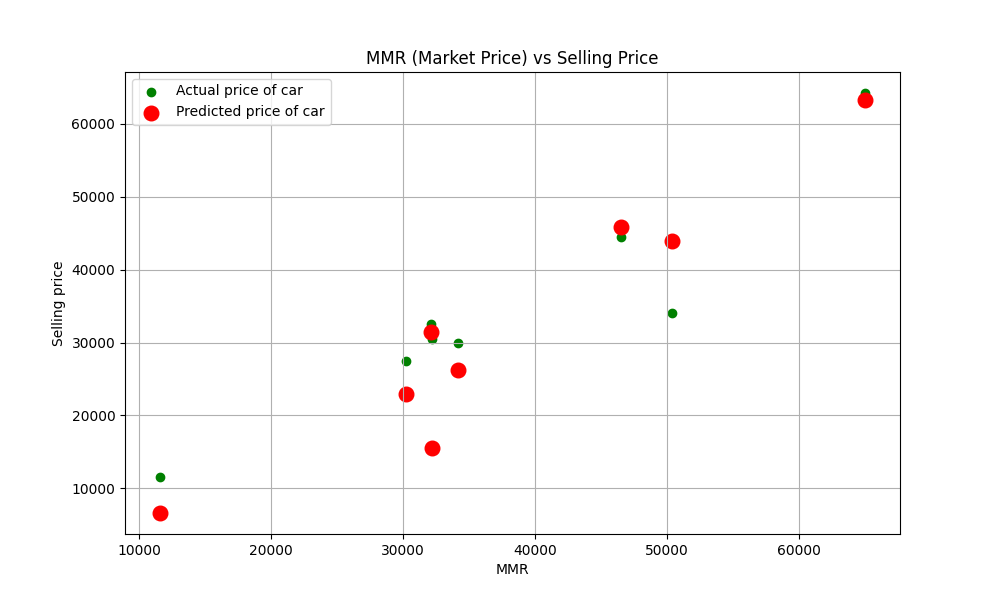 MMR (Market Price) vs Selling Price
Actual price of car
Predicted price of car
60000
50000
40000
30000
20000
10000
Selling price
10000
20000
30000
40000
50000
60000
MMR